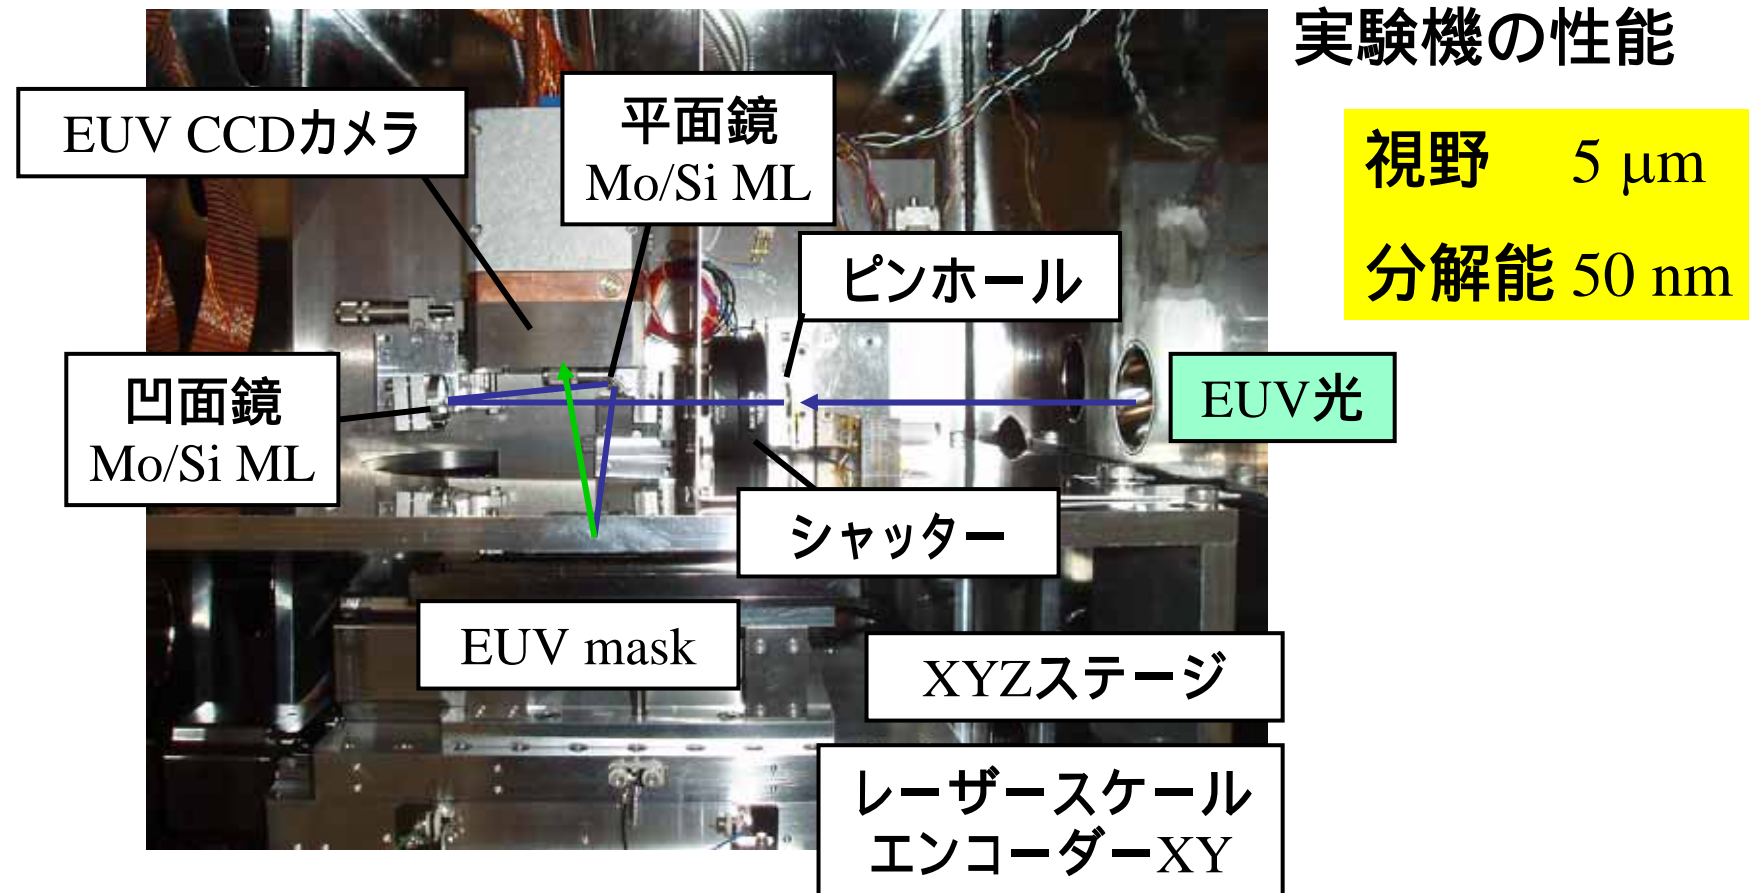 実験機の性能
EUV CCDカメラ
平面鏡
Mo/Si ML
視野 5 μm
分解能 50 nm
ピンホール
凹面鏡
Mo/Si ML
EUV光
シャッター
EUV mask
XYZステージ
レーザースケール
エンコーダーXY